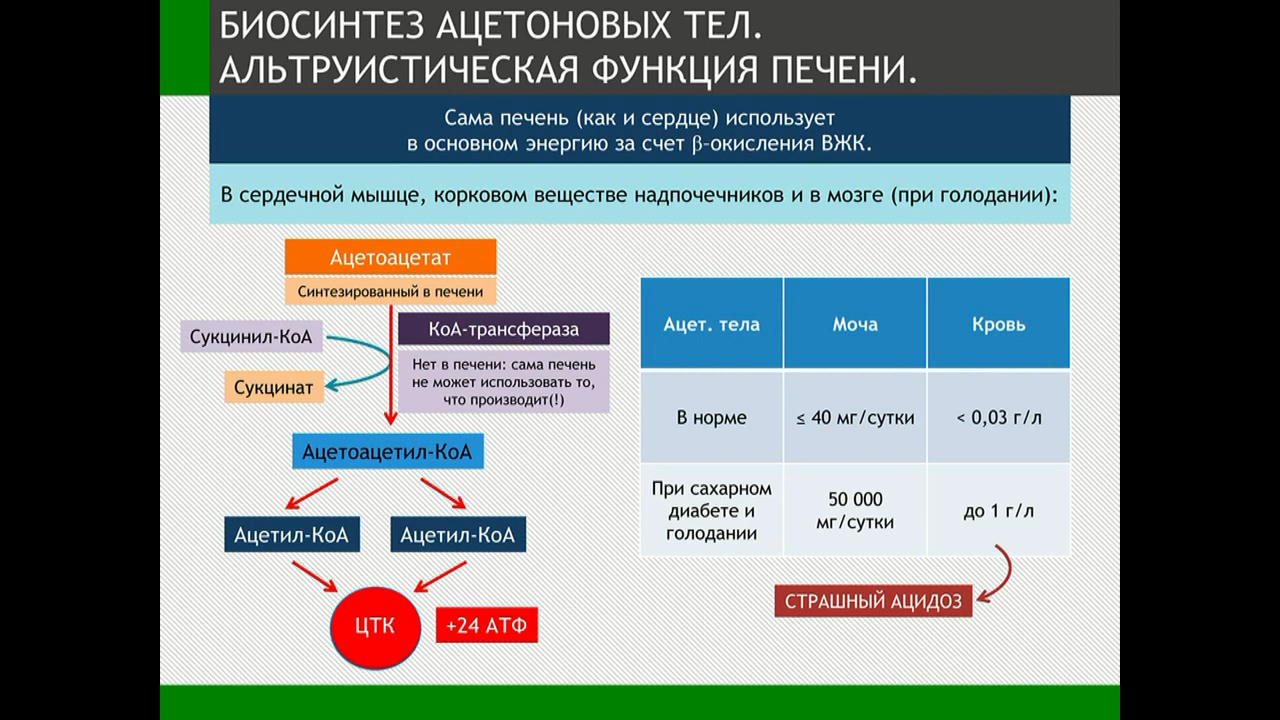 БИОСИНТЕЗ АЦЕТОНОВЫХ ТЕЛ.
АЛЬТРУИСТИЧЕСКАЯ ФУНКЦИЯ ПЕЧЕНИ.
Сама печень (как и сердце) использует
в основном энергию за счет β-окисления ВЖК.
В сердечной мышце, корковом веществе надпочечников и в мозге (при голодании):
Ацетоацетат
Синтезированный в печени
Сукцинил-КоА
КоА-трансфераза
Нет в печени: сама печень
не может использовать то,
что производит(!)
Сукцинат
Ацетоацетил-КоА
Ацетил-КоА
Ацетил-КоА
ЦТК
+24 АТФ
Ацет. тела
Моча
Кровь
В норме
≤ 40 мг/сутки
< 0,03 г/л
При сахарном
диабете и
голодании
50 000
мг/сутки
до 1 г/л
СТРАШНЫЙ АЦИДОЗ